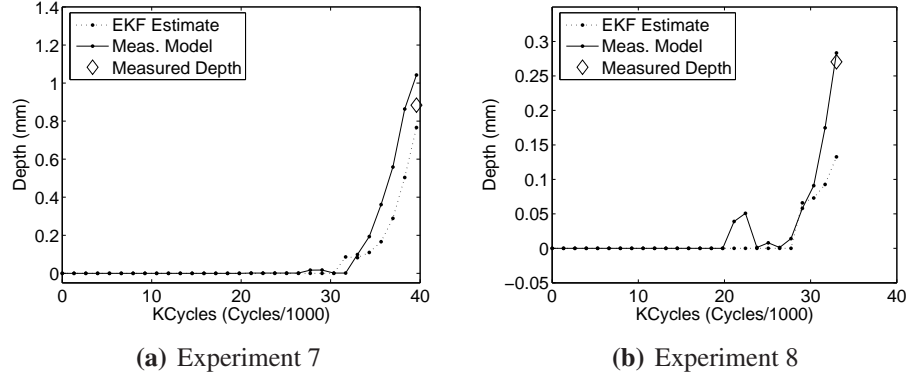 1.4
1.2
1
0.8
0.6
0.4
0.2
0
Depth (mm)
EKF Estimate
Meas. Model
Measured Depth
0 10 20 30 40
KCycles (Cycles/1000)
(a) Experiment 7
0.3
0.25
0.2
0.15
0.1
0.05
0
−0.05
Depth (mm)
EKF Estimate
Meas. Model
Measured Depth
0 10 20 30 40
KCycles (Cycles/1000)
(b) Experiment 8